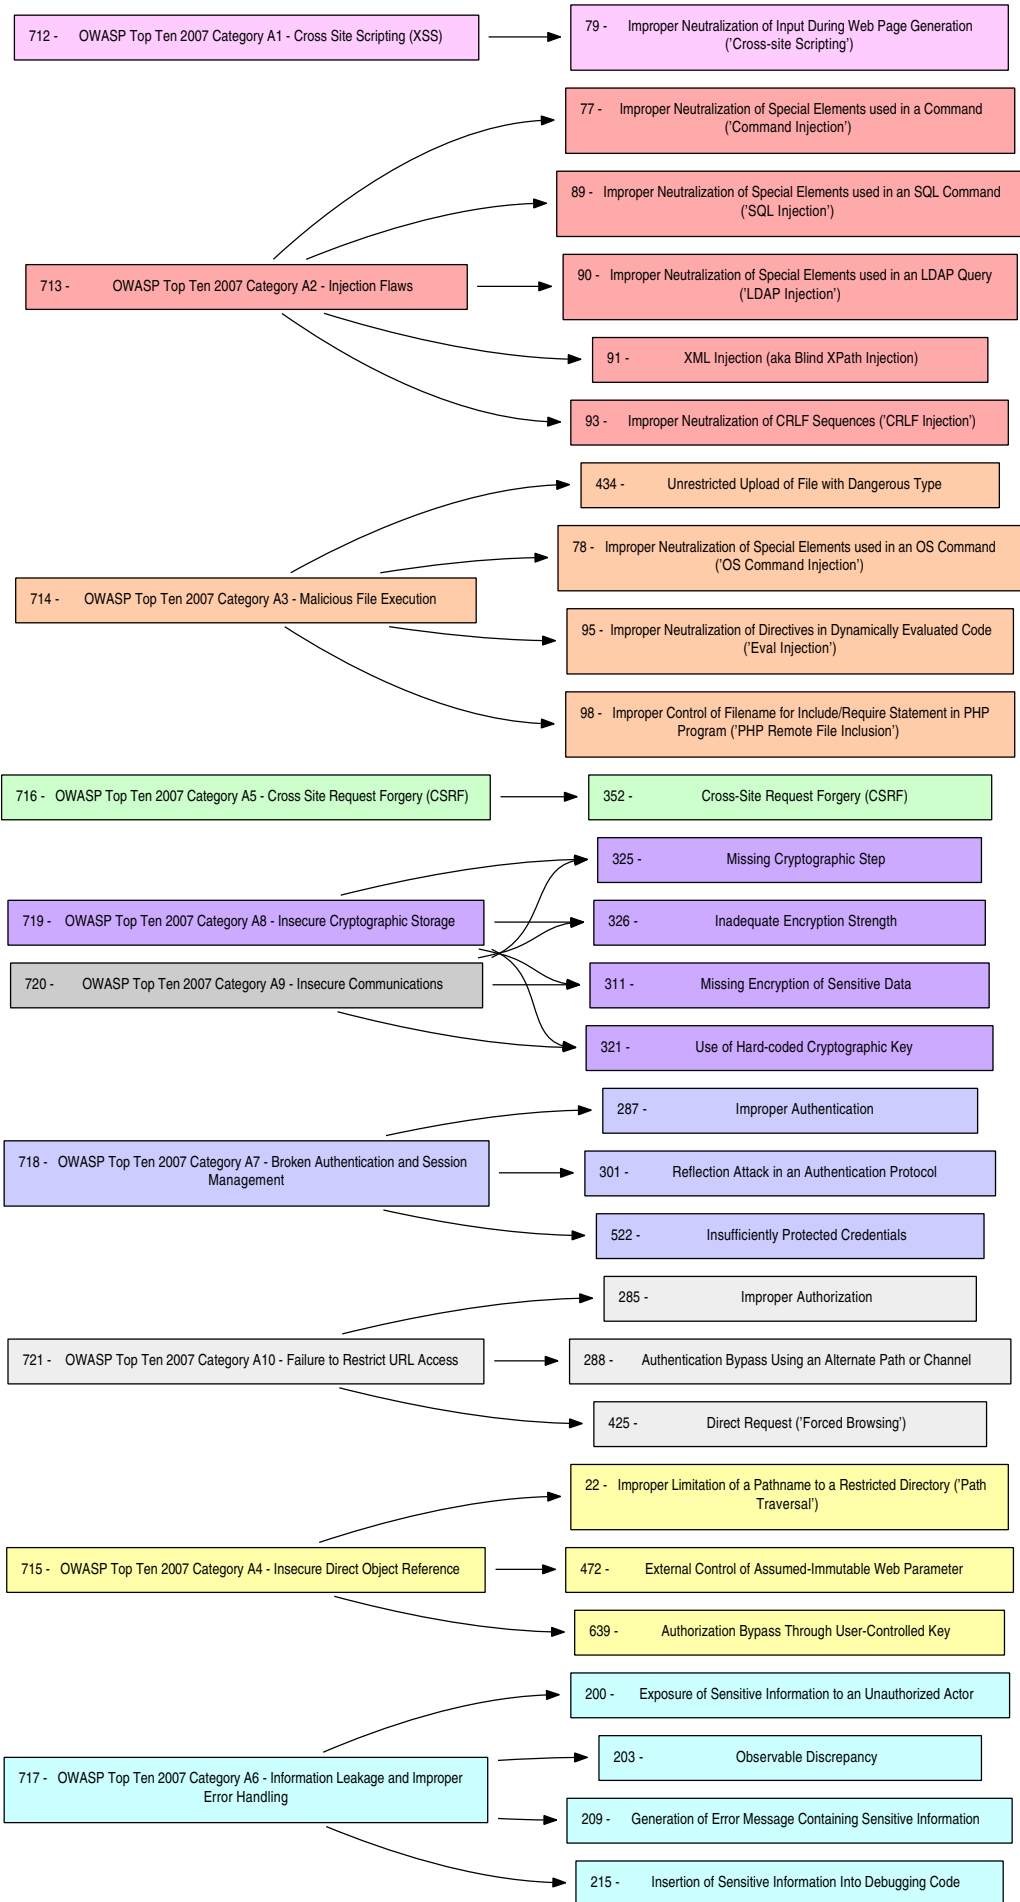 712 - OWASP Top Ten 2007 Category A1 - Cross Site Scripting (XSS)
79 - Improper Neutralization of Input During Web Page Generation
('Cross-site Scripting')
77 - Improper Neutralization of Special Elements used in a Command
('Command Injection')
89 - Improper Neutralization of Special Elements used in an SQL Command
('SQL Injection')
713 - OWASP Top Ten 2007 Category A2 - Injection Flaws
90 - Improper Neutralization of Special Elements used in an LDAP Query
('LDAP Injection')
91 - XML Injection (aka Blind XPath Injection)
93 - Improper Neutralization of CRLF Sequences ('CRLF Injection')
434 - Unrestricted Upload of File with Dangerous Type
78 - Improper Neutralization of Special Elements used in an OS Command
('OS Command Injection')
714 - OWASP Top Ten 2007 Category A3 - Malicious File Execution
95 - Improper Neutralization of Directives in Dynamically Evaluated Code
('Eval Injection')
98 - Improper Control of Filename for Include/Require Statement in PHP
Program ('PHP Remote File Inclusion')
716 - OWASP Top Ten 2007 Category A5 - Cross Site Request Forgery (CSRF)
352 - Cross-Site Request Forgery (CSRF)
325 - Missing Cryptographic Step
719 - OWASP Top Ten 2007 Category A8 - Insecure Cryptographic Storage
326 - Inadequate Encryption Strength
720 - OWASP Top Ten 2007 Category A9 - Insecure Communications
311 - Missing Encryption of Sensitive Data
321 - Use of Hard-coded Cryptographic Key
287 - Improper Authentication
718 - OWASP Top Ten 2007 Category A7 - Broken Authentication and Session
Management
301 - Reflection Attack in an Authentication Protocol
522 - Insufficiently Protected Credentials
285 - Improper Authorization
721 - OWASP Top Ten 2007 Category A10 - Failure to Restrict URL Access
288 - Authentication Bypass Using an Alternate Path or Channel
425 - Direct Request ('Forced Browsing')
22 - Improper Limitation of a Pathname to a Restricted Directory ('Path
Traversal')
715 - OWASP Top Ten 2007 Category A4 - Insecure Direct Object Reference
472 - External Control of Assumed-Immutable Web Parameter
639 - Authorization Bypass Through User-Controlled Key
200 - Exposure of Sensitive Information to an Unauthorized Actor
203 - Observable Discrepancy
717 - OWASP Top Ten 2007 Category A6 - Information Leakage and Improper
Error Handling
209 - Generation of Error Message Containing Sensitive Information
215 - Insertion of Sensitive Information Into Debugging Code